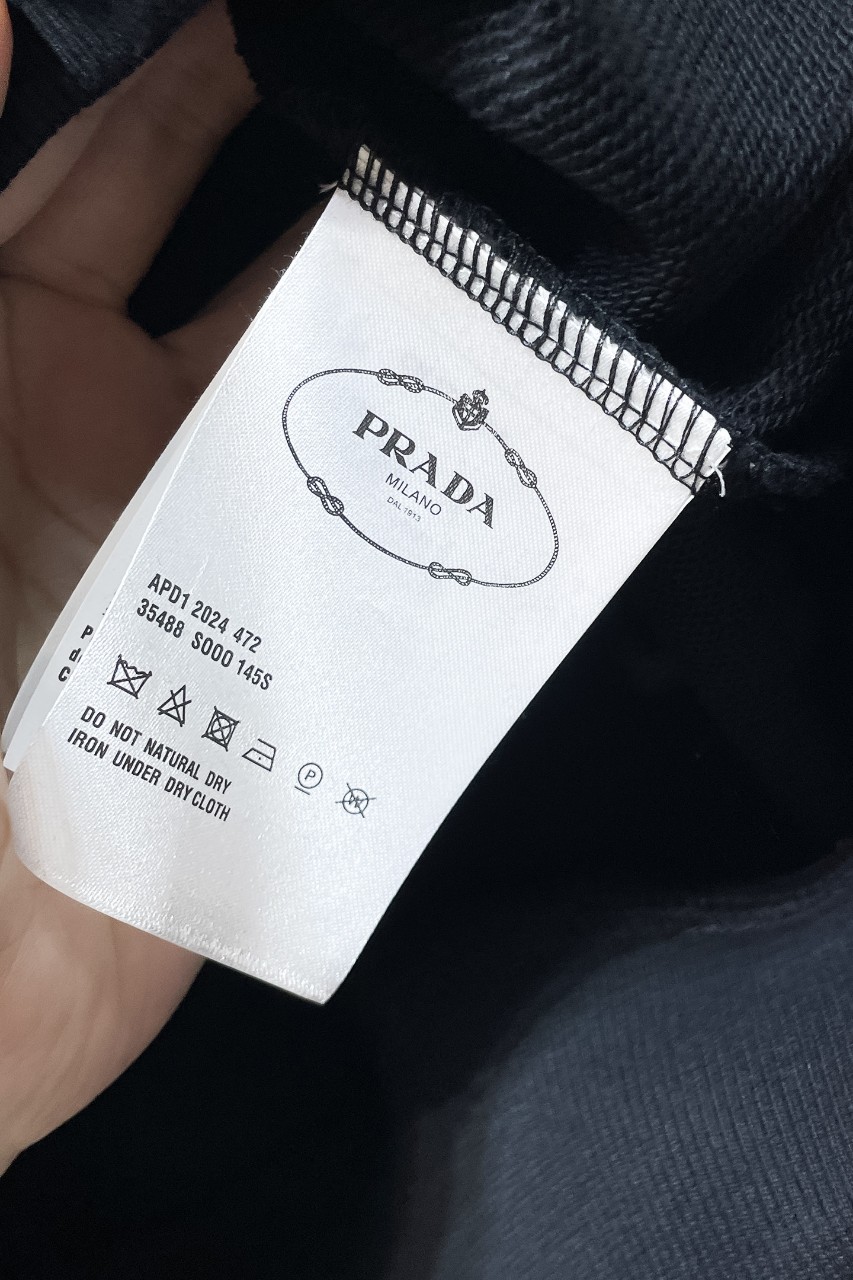 PRADA
MILANO
DAL 1913
APD1 2024 472
35488 S000 145S
P
DO NOT NATURAL DRY
IRON UNDER DRY CLOTH